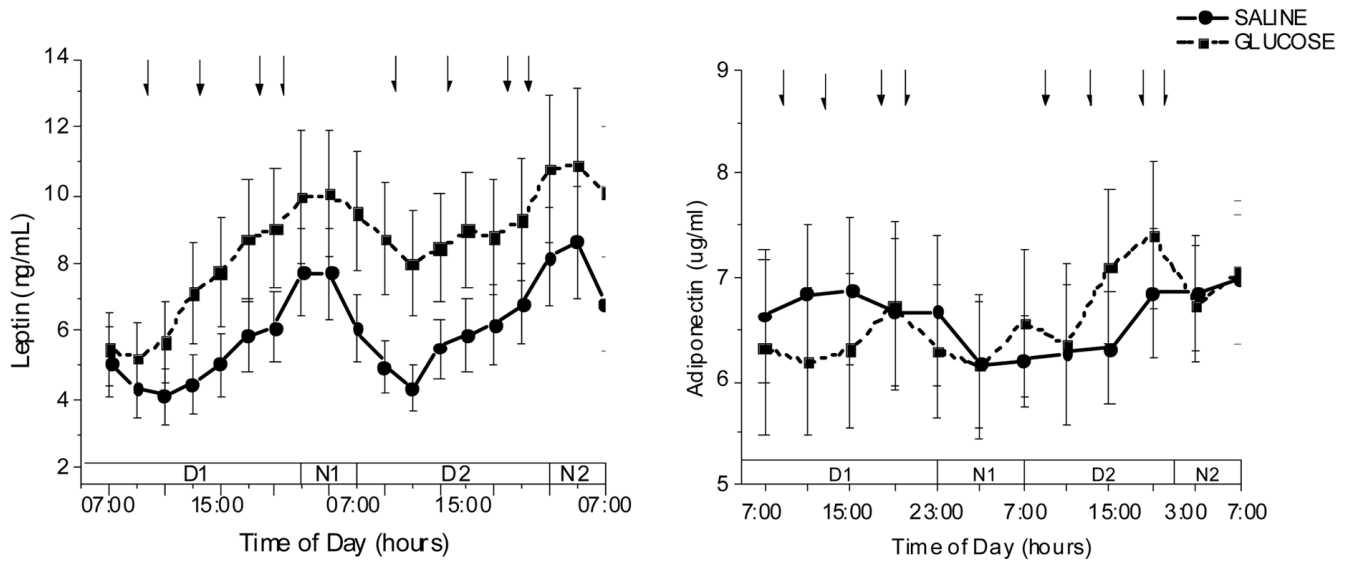 SALINE
GLUCOSE
14
12
10
8
6
4
2
Leptin (ng/mL)
D1 N1 D2 N2
07:00 15:00 07:00 15:00 07:00
Time of Day (hours)
9
8
7
6
5
Adiponectin (ug/ml)
D1 N1 D2 N2
7:00 15:00 23:00 7:00 15:00 3:00 7:00
Time of Day (hours)